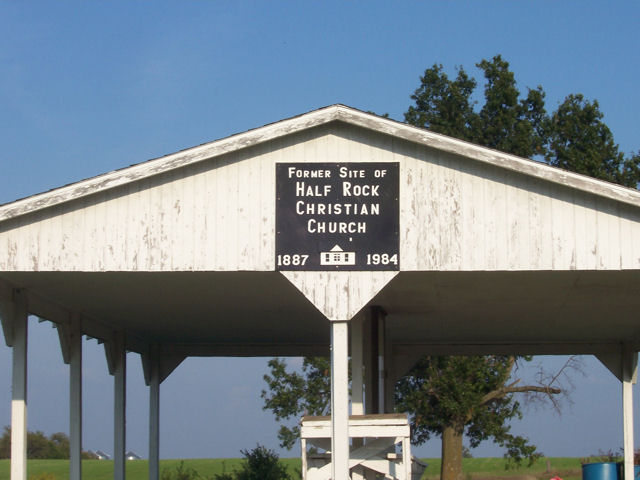 Former Site of
Half Rock
Christian
Church
1887 1984